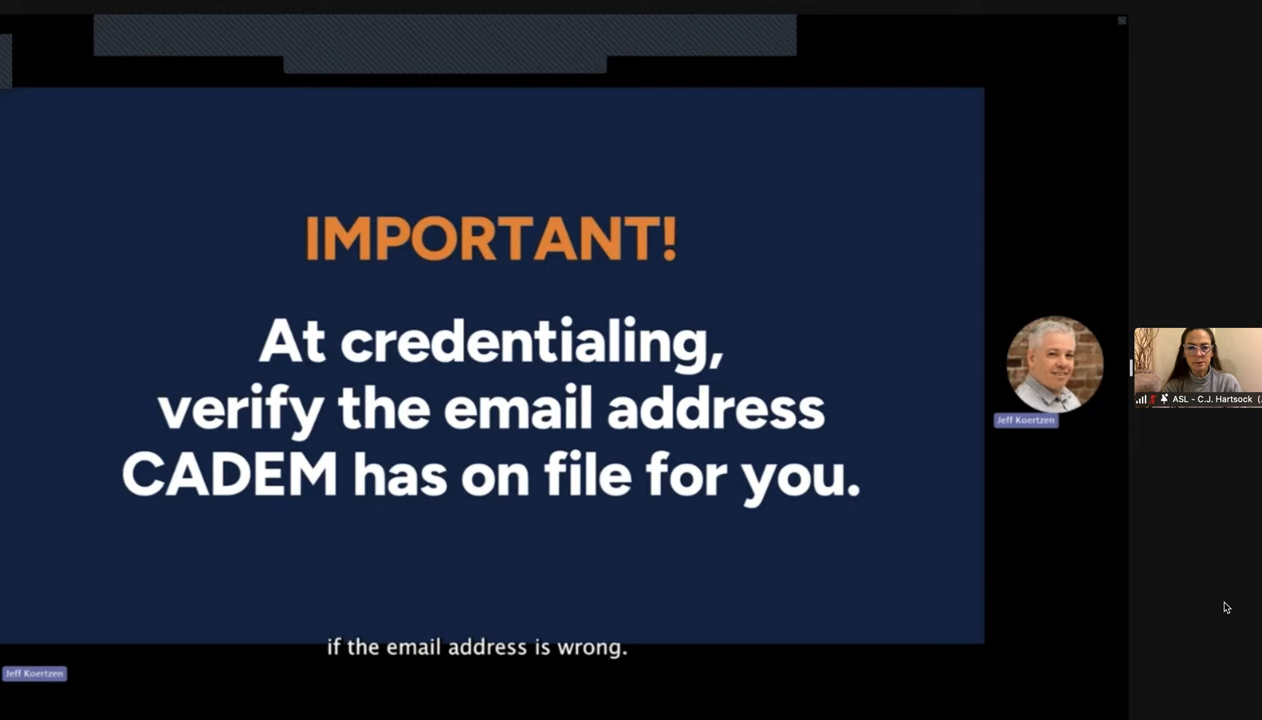 IMPORTANT!
At credentialing,
verify the email address
CADEM has on file for you.
Jeff Koertzen
ASL - C.J. Hartsock (.
if the email address is wrong.
Jeff Koertzen